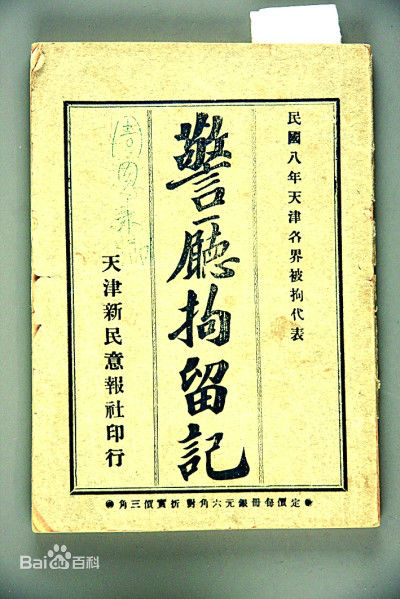 民國八年天津各界被拘代表
警廳拘留記
天津新民意報社印行
定價每冊銀元六角對折實價三角
Bai百科